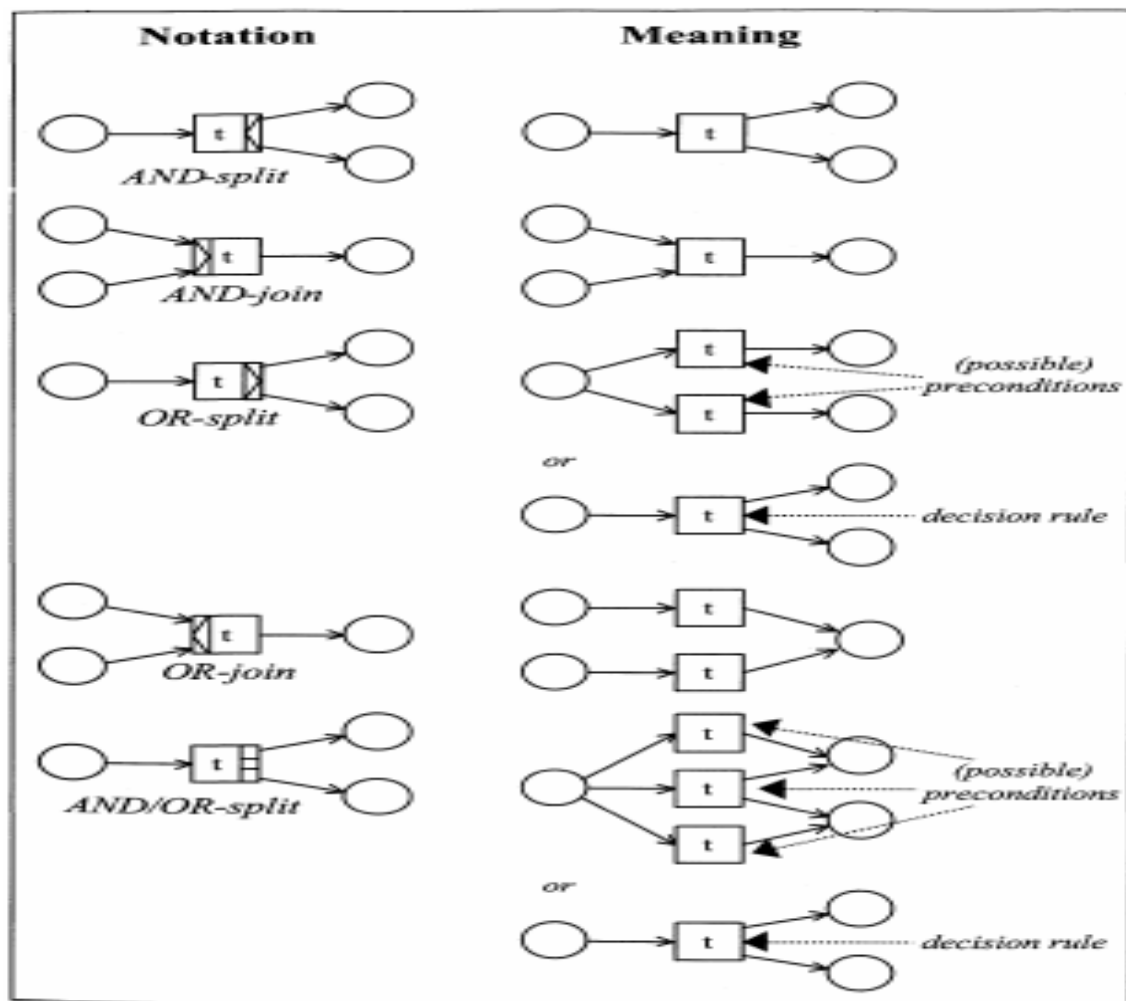 Notation Meaning
t t
AND-split
t t
AND-join
t t
(possible)
preconditions
t
OR-split
or
t
decision rule
t t
OR-join
t
t
t
(possible)
preconditions
t
AND/OR-split
t
or
t
decision rule